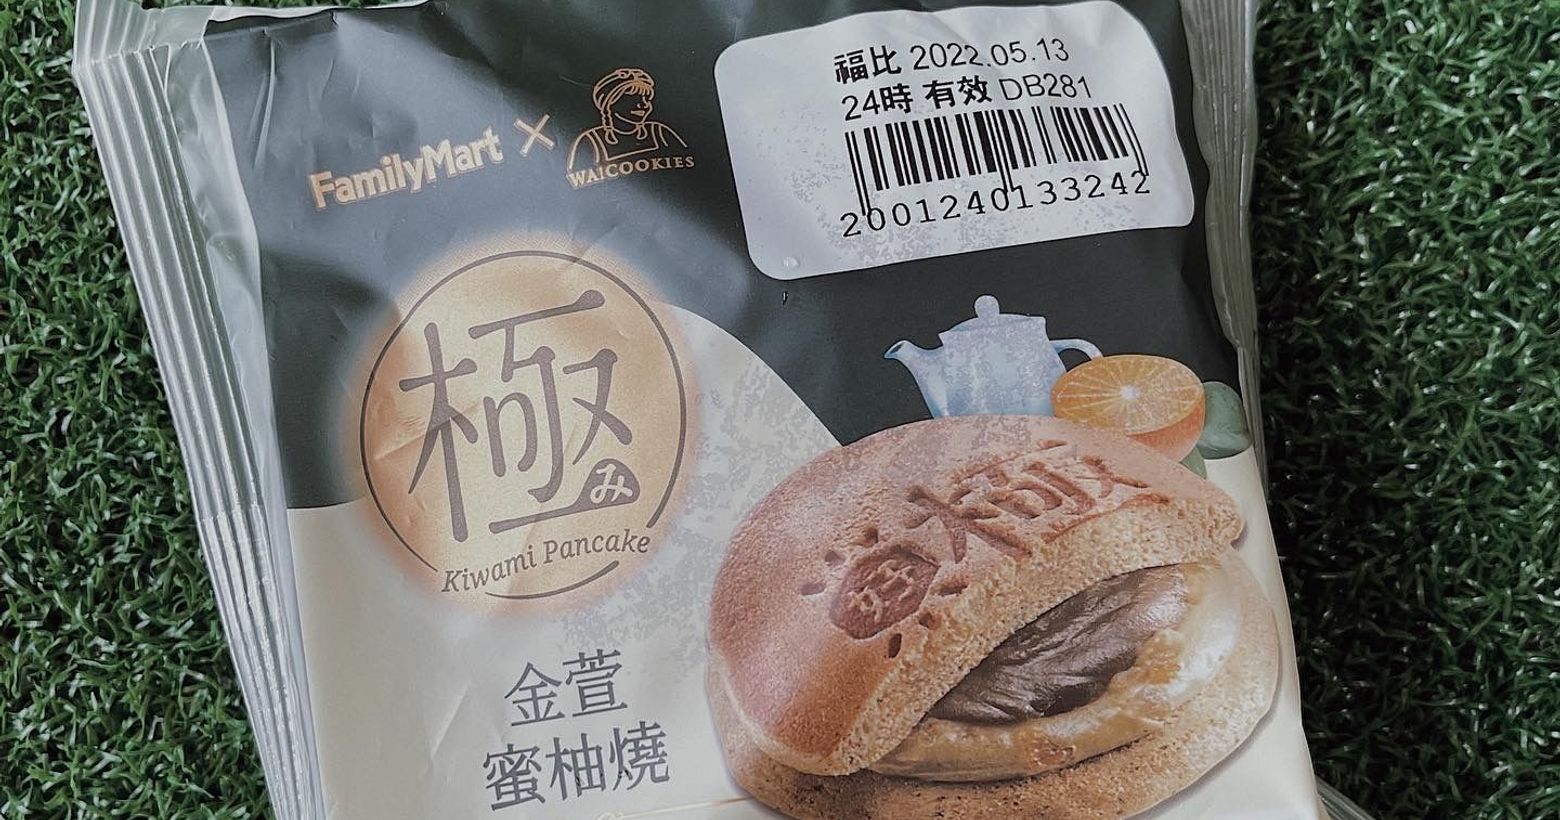 福比 2022.05.13
24時 有效 DB281
2001240133242
FamilyMart × WAICOOKIES
極み
Kiwami Pancake
金萱
蜜柚燒